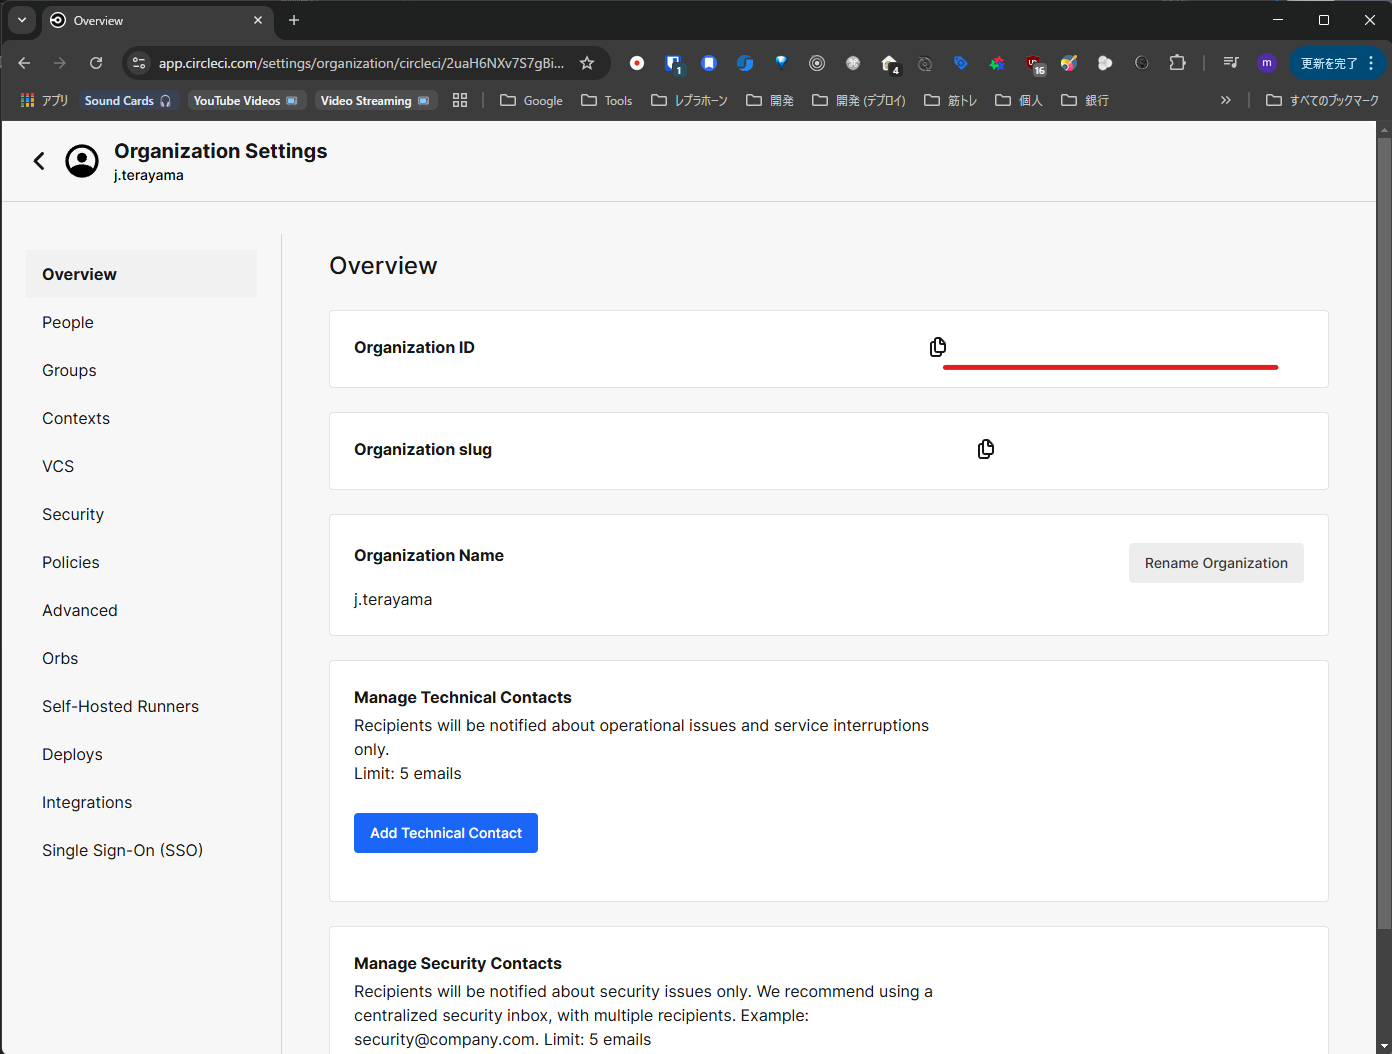 Overview
app.circleci.com/settings/organization/circleci/2uaH6NXv7S7gBi...
1
4
16
m
更新を完了
アプリ
Sound Cards
YouTube Videos
Video Streaming
Google
Tools
レプラホーン
開発
開発 (デプロイ)
筋トレ
個人
銀行
すべてのブックマーク
Organization Settings
j.terayama
Overview
People
Groups
Contexts
VCS
Security
Policies
Advanced
Orbs
Self-Hosted Runners
Deploys
Integrations
Single Sign-On (SSO)
Overview
Organization ID
Organization slug
Organization Name
Rename Organization
j.terayama
Manage Technical Contacts
Recipients will be notified about operational issues and service interruptions
only.
Limit: 5 emails
Add Technical Contact
Manage Security Contacts
Recipients will be notified about security issues only. We recommend using a
centralized security inbox, with multiple recipients. Example:
security@company.com. Limit: 5 emails